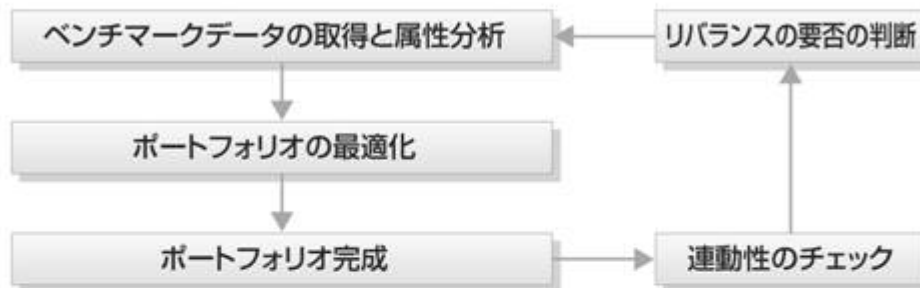 ベンチマークデータの取得と属性分析
リバランスの要否の判断
ポートフォリオの最適化
ポートフォリオ完成
連動性のチェック